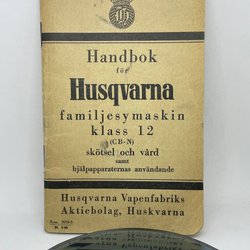 Handbok
för
Husqvarna
familjesymaskin
klass 12
(CB-N)
skötsel och vård
samt
hjälpapparaternas användande
Husqvarna Vapenfabriks
Aktiebolag, Huskvarna